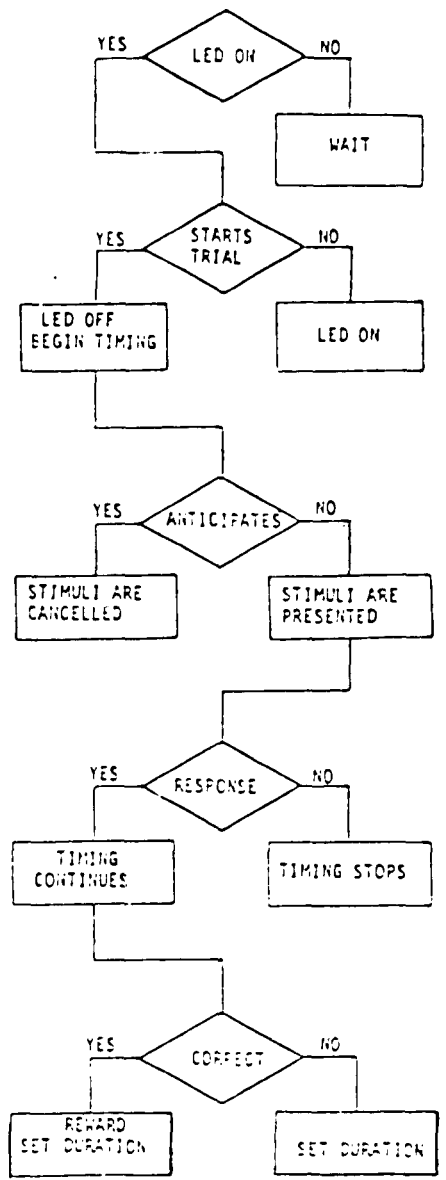 LED ON
YES
NO
WAIT
STARTS
TRIAL
YES
NO
LED OFF
BEGIN TIMING
LED ON
ANTICIPATES
YES
NO
STIMULI ARE
CANCELLED
STIMULI ARE
PRESENTED
RESPONSE
YES
NO
TIMING
CONTINUES
TIMING STOPS
CORRECT
YES
NO
REWARD
SET DURATION
SET DURATION